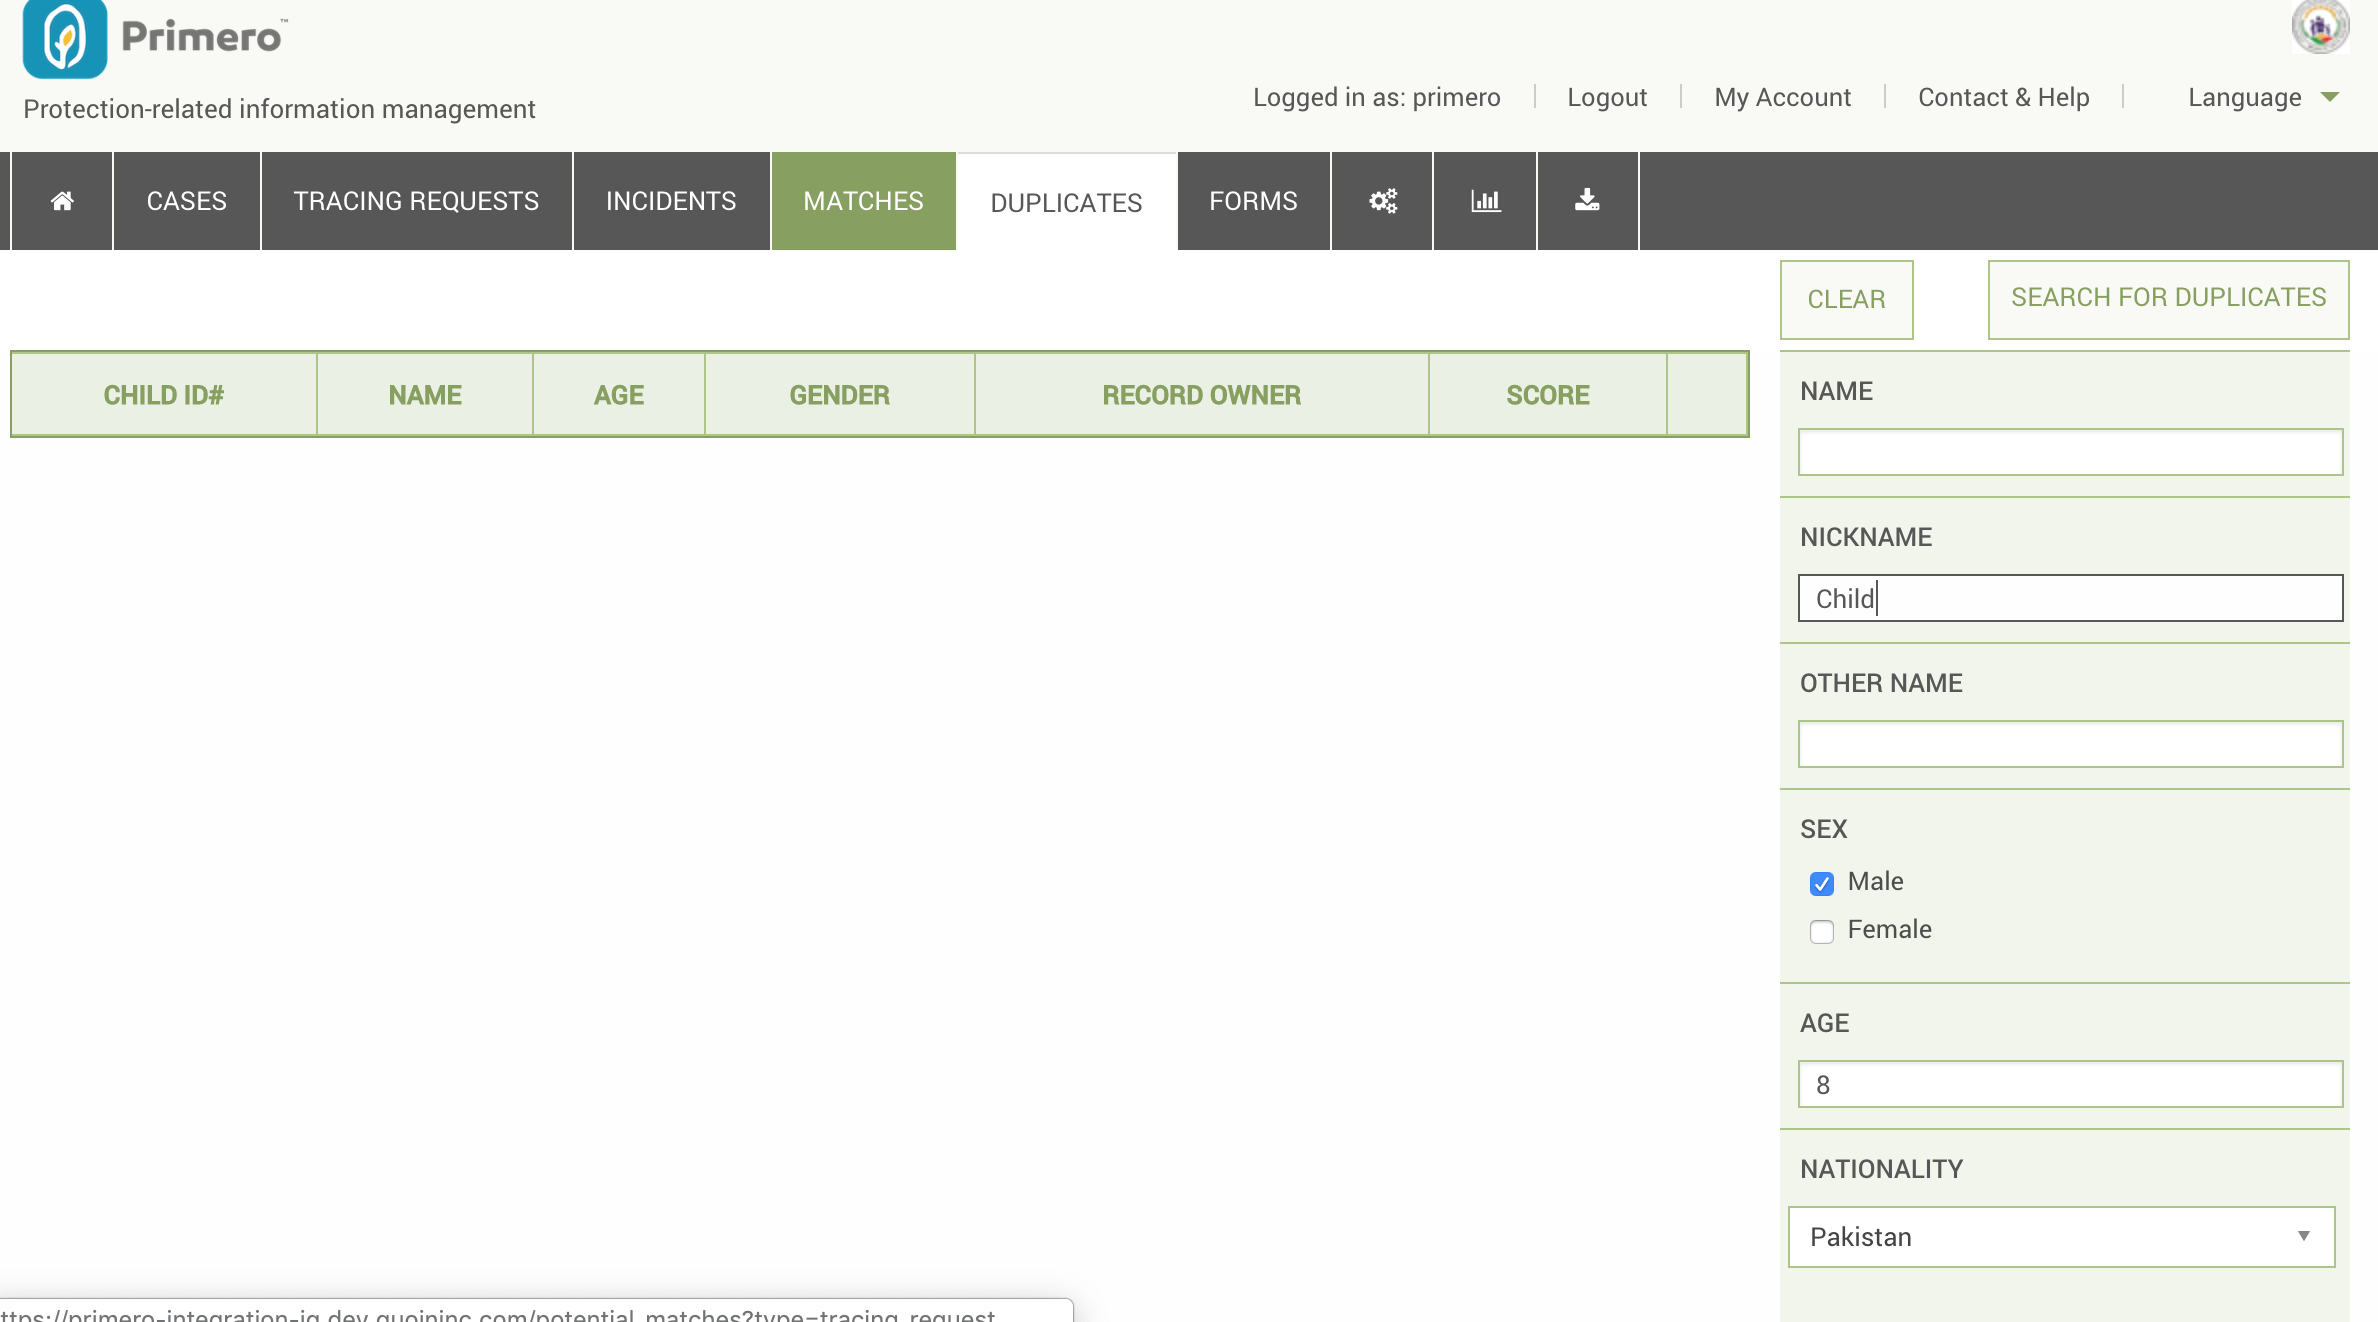 Primero™
Protection-related information management
Logged in as: primero
Logout
My Account
Contact & Help
Language
CASES
TRACING REQUESTS
INCIDENTS
MATCHES
DUPLICATES
FORMS
CLEAR
SEARCH FOR DUPLICATES
CHILD ID#
NAME
AGE
GENDER
RECORD OWNER
SCORE
NAME
NICKNAME
Child
OTHER NAME
SEX
Male
Female
AGE
8
NATIONALITY
Pakistan
ttps://primero-integration-iq.dev.quoininc.com/potential_matches?type=tracing_request